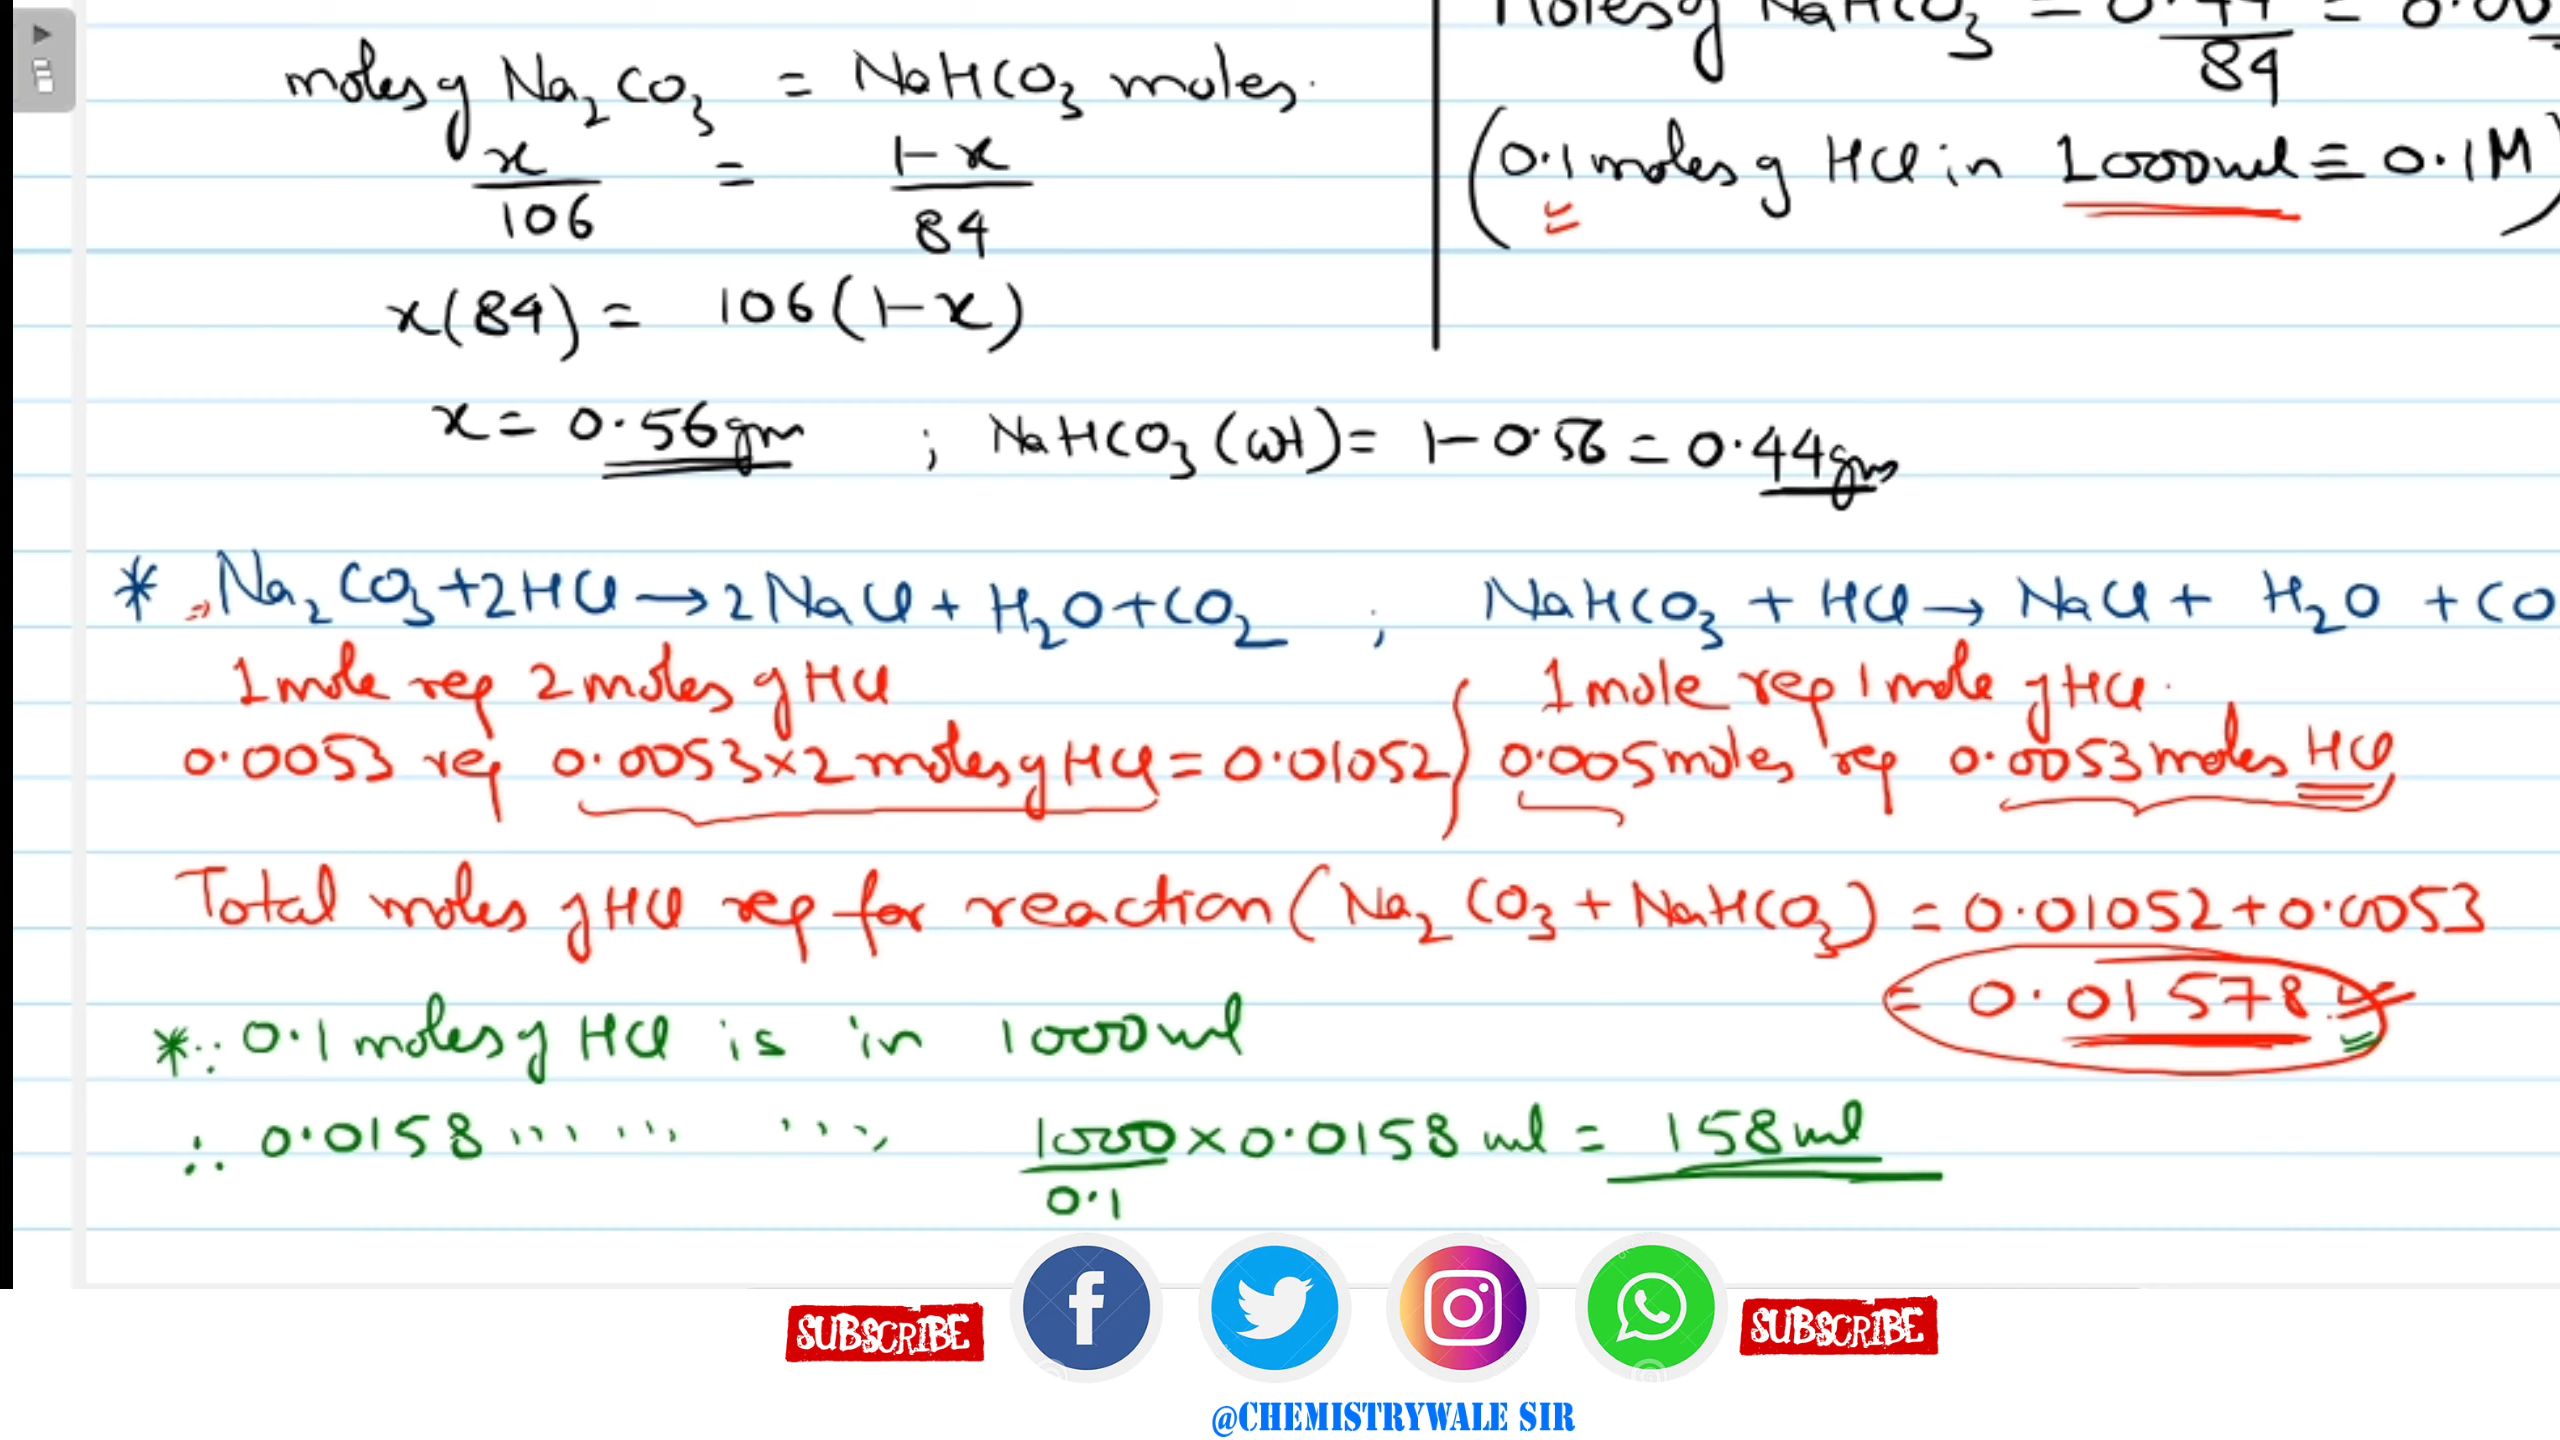 Moles of NaHCO3 = 0.44/84 = 0.00
moles of Na2CO3 = NaHCO3 moles.
x/106 = 1-x/84
(0.1 moles of HCl in 1000ml ≡ 0.1M)
x(84) = 106(1-x)
x = 0.56gm ; NaHCO3 (wt) = 1-0.56 = 0.44gm
* Na2CO3 + 2HCl → 2NaCl + H2O + CO2 ; NaHCO3 + HCl → NaCl + H2O + CO
1 mole req 2 moles of HCl
0.0053 req 0.0053×2 moles of HCl = 0.01052
1 mole req 1 mole of HCl.
0.005 moles req 0.0053 moles HCl
Total moles of HCl req for reaction (Na2CO3 + NaHCO3) = 0.01052 + 0.0053
= 0.01578
* ∵ 0.1 moles of HCl is in 1000ml
∴ 0.0158 '''' ''' '''' 1000/0.1 × 0.0158 ml = 158ml
SUBSCRIBE SUBSCRIBE
@CHEMISTRYWALE SIR